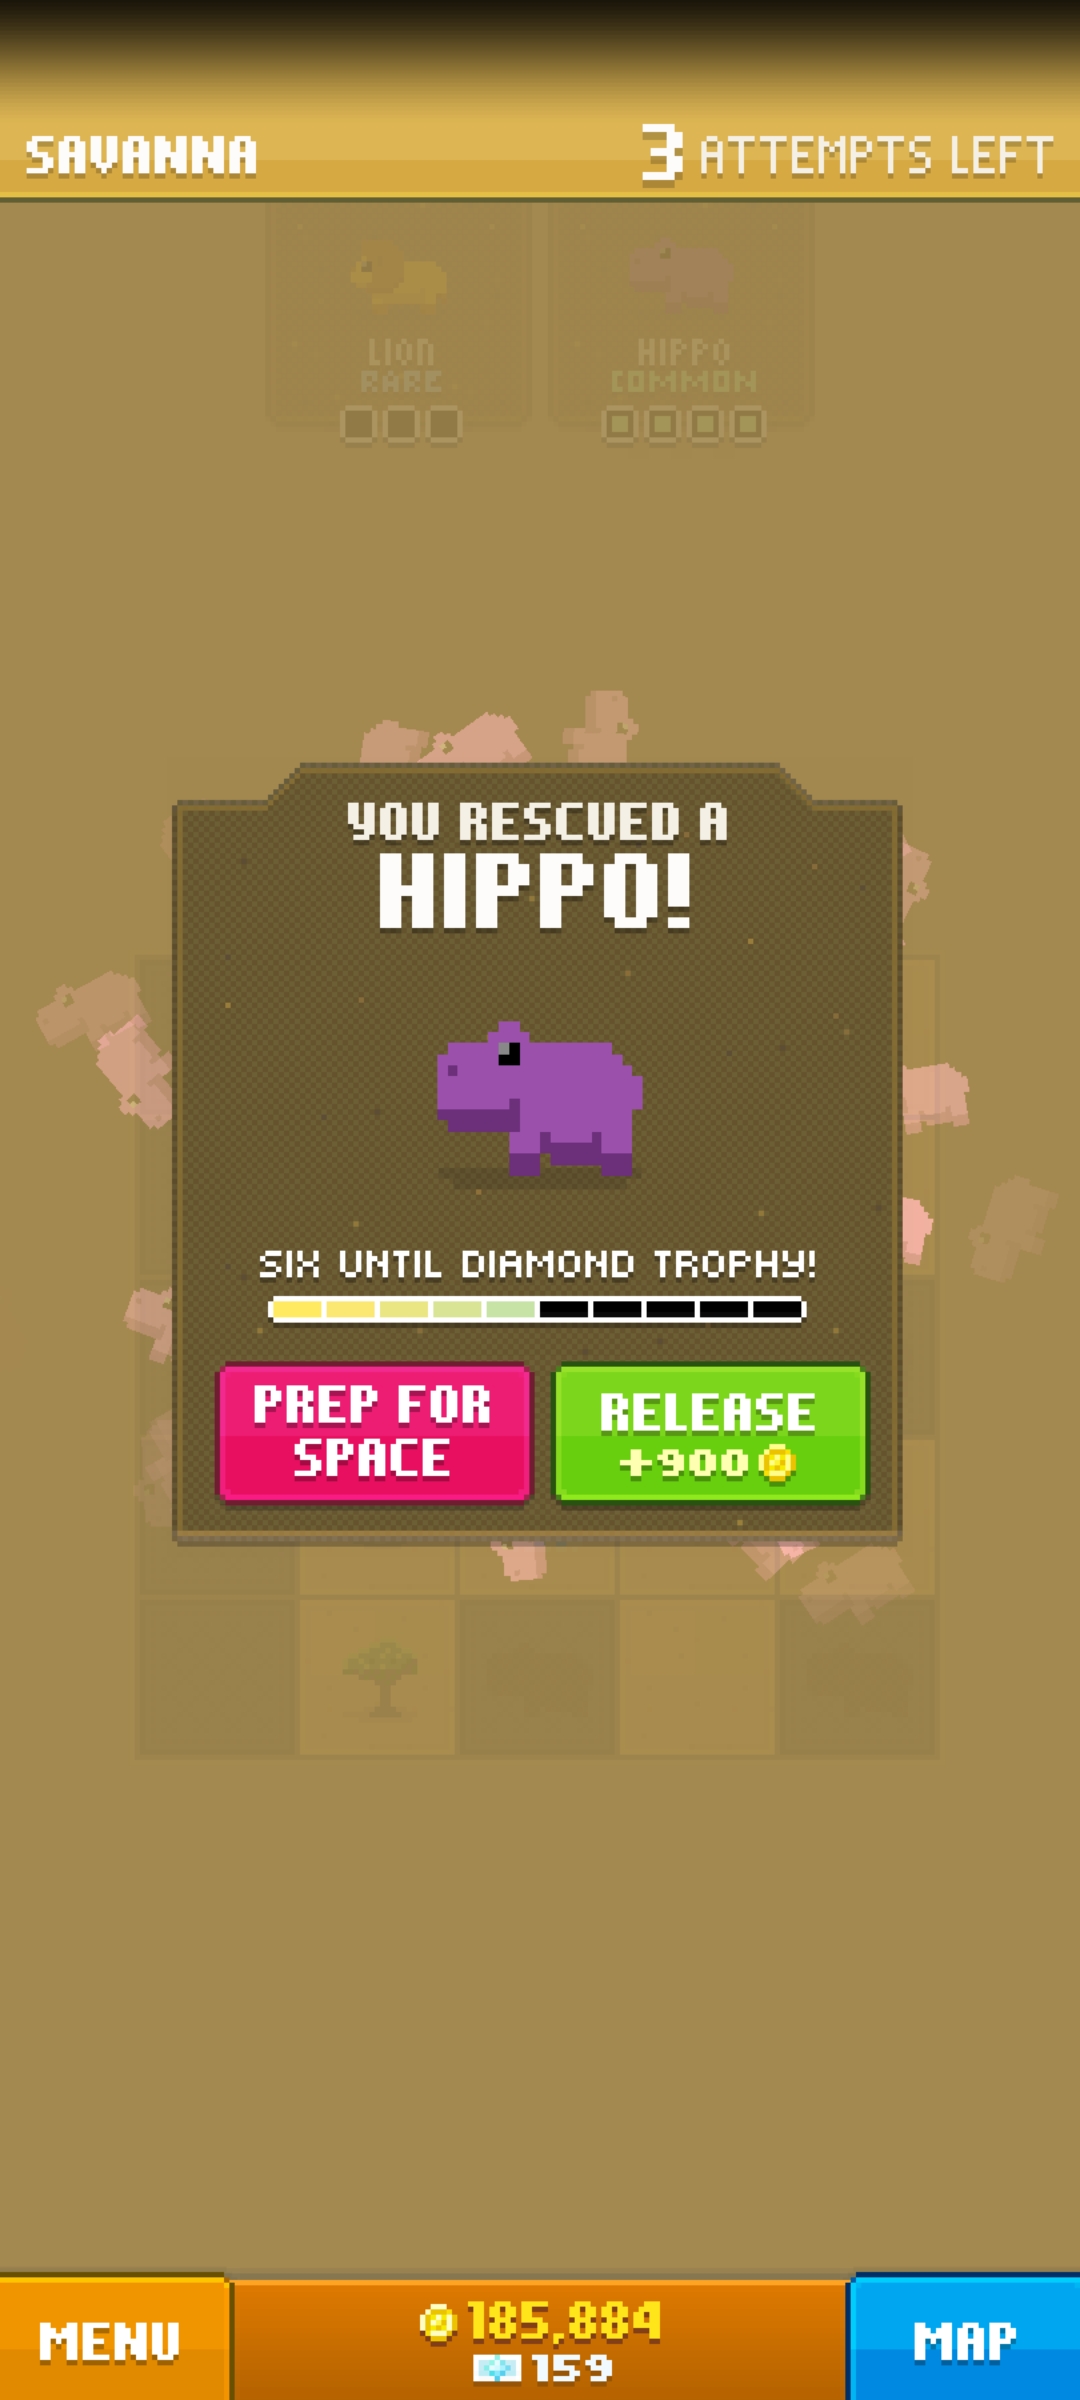 SAVANNA
3 ATTEMPTS LEFT
LION
RARE
HIPPO
COMMON
YOU RESCUED A
HIPPO!
SIX UNTIL DIAMOND TROPHY!
PREP FOR
SPACE
RELEASE
+900
MENU
185,884
159
MAP